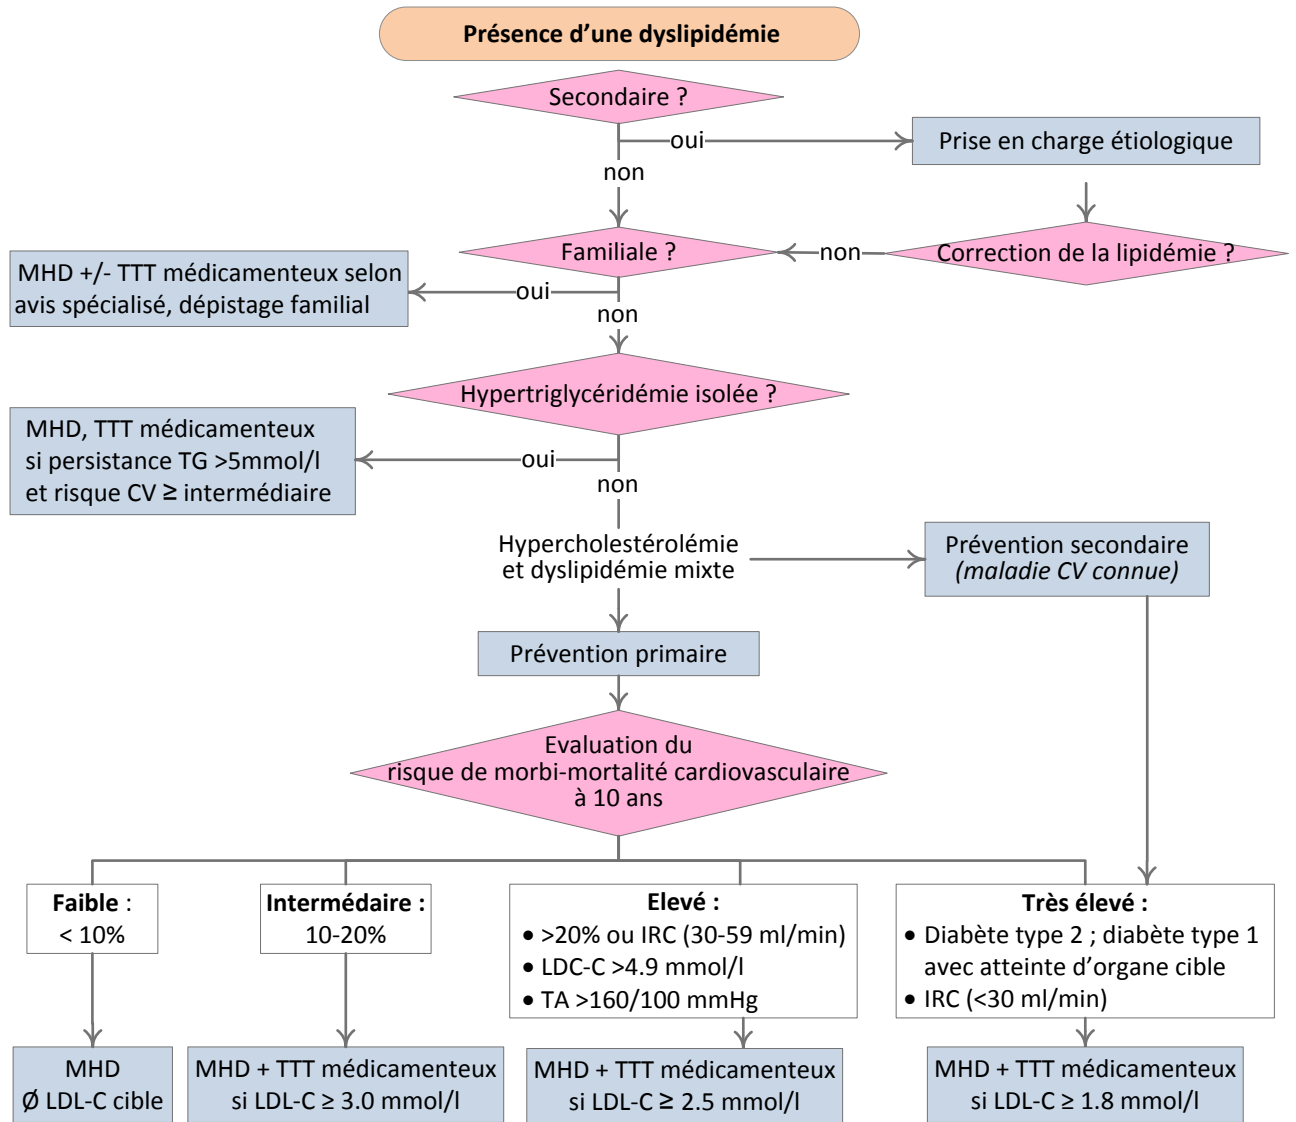 Présence d’une dyslipidémie
Secondaire ?
oui
Prise en charge étiologique
non
Familiale ?
non
Correction de la lipidémie ?
MHD +/- TTT médicamenteux selon
avis spécialisé, dépistage familial
oui
non
Hypertriglycéridémie isolée ?
MHD, TTT médicamenteux
si persistance TG >5mmol/l
et risque CV ≥ intermédiaire
oui
non
Hypercholestérolémie
et dyslipidémie mixte
Prévention secondaire
(maladie CV connue)
Prévention primaire
Evaluation du
risque de morbi-mortalité cardiovasculaire
à 10 ans
Faible :
< 10%
Intermédaire :
10-20%
Elevé :
• >20% ou IRC (30-59 ml/min)
• LDC-C >4.9 mmol/l
• TA >160/100 mmHg
Très élevé :
• Diabète type 2 ; diabète type 1
avec atteinte d’organe cible
• IRC (<30 ml/min)
MHD
Ø LDL-C cible
MHD + TTT médicamenteux
si LDL-C ≥ 3.0 mmol/l
MHD + TTT médicamenteux
si LDL-C ≥ 2.5 mmol/l
MHD + TTT médicamenteux
si LDL-C ≥ 1.8 mmol/l